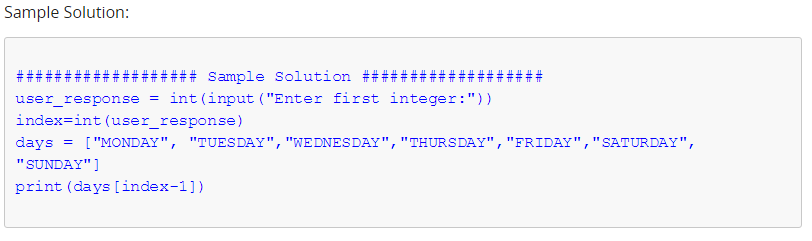 Sample Solution:
################### Sample Solution ###################
user_response = int(input("Enter first integer:"))
index=int(user_response)
days = ["MONDAY", "TUESDAY","WEDNESDAY","THURSDAY","FRIDAY","SATURDAY",
"SUNDAY"]
print(days[index-1])